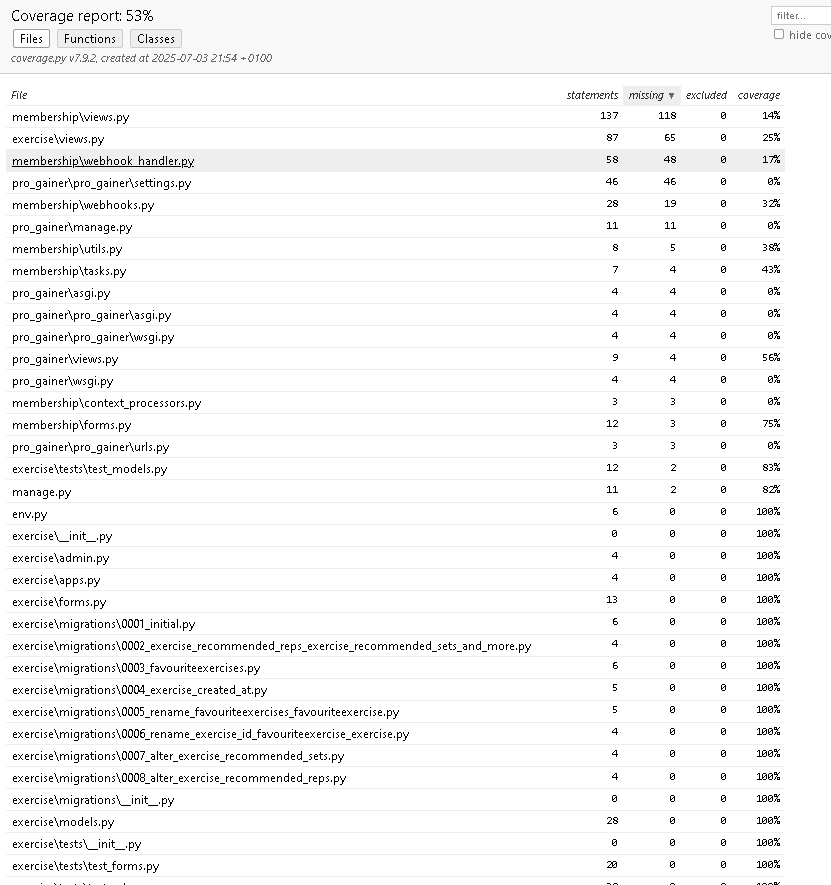 Coverage report: 53%
filter...
Files Functions Classes
hide cov
coverage.py v7.9.2, created at 2025-07-03 21:54 +0100
File statements missing ▼ excluded coverage
membership\views.py 137 118 0 14%
exercise\views.py 87 65 0 25%
membership\webhook_handler.py 58 48 0 17%
pro_gainer\pro_gainer\settings.py 46 46 0 0%
membership\webhooks.py 28 19 0 32%
pro_gainer\manage.py 11 11 0 0%
membership\utils.py 8 5 0 38%
membership\tasks.py 7 4 0 43%
pro_gainer\asgi.py 4 4 0 0%
pro_gainer\pro_gainer\asgi.py 4 4 0 0%
pro_gainer\pro_gainer\wsgi.py 4 4 0 0%
pro_gainer\views.py 9 4 0 56%
pro_gainer\wsgi.py 4 4 0 0%
membership\context_processors.py 3 3 0 0%
membership\forms.py 12 3 0 75%
pro_gainer\pro_gainer\urls.py 3 3 0 0%
exercise\tests\test_models.py 12 2 0 83%
manage.py 11 2 0 82%
env.py 6 0 0 100%
exercise\__init__.py 0 0 0 100%
exercise\admin.py 4 0 0 100%
exercise\apps.py 4 0 0 100%
exercise\forms.py 13 0 0 100%
exercise\migrations\0001_initial.py 6 0 0 100%
exercise\migrations\0002_exercise_recommended_reps_exercise_recommended_sets_and_more.py 4 0 0 100%
exercise\migrations\0003_favouriteexercises.py 6 0 0 100%
exercise\migrations\0004_exercise_created_at.py 5 0 0 100%
exercise\migrations\0005_rename_favouriteexercises_favouriteexercise.py 5 0 0 100%
exercise\migrations\0006_rename_exercise_id_favouriteexercise_exercise.py 4 0 0 100%
exercise\migrations\0007_alter_exercise_recommended_sets.py 4 0 0 100%
exercise\migrations\0008_alter_exercise_recommended_reps.py 4 0 0 100%
exercise\migrations\__init__.py 0 0 0 100%
exercise\models.py 28 0 0 100%
exercise\tests\__init__.py 0 0 0 100%
exercise\tests\test_forms.py 20 0 0 100%